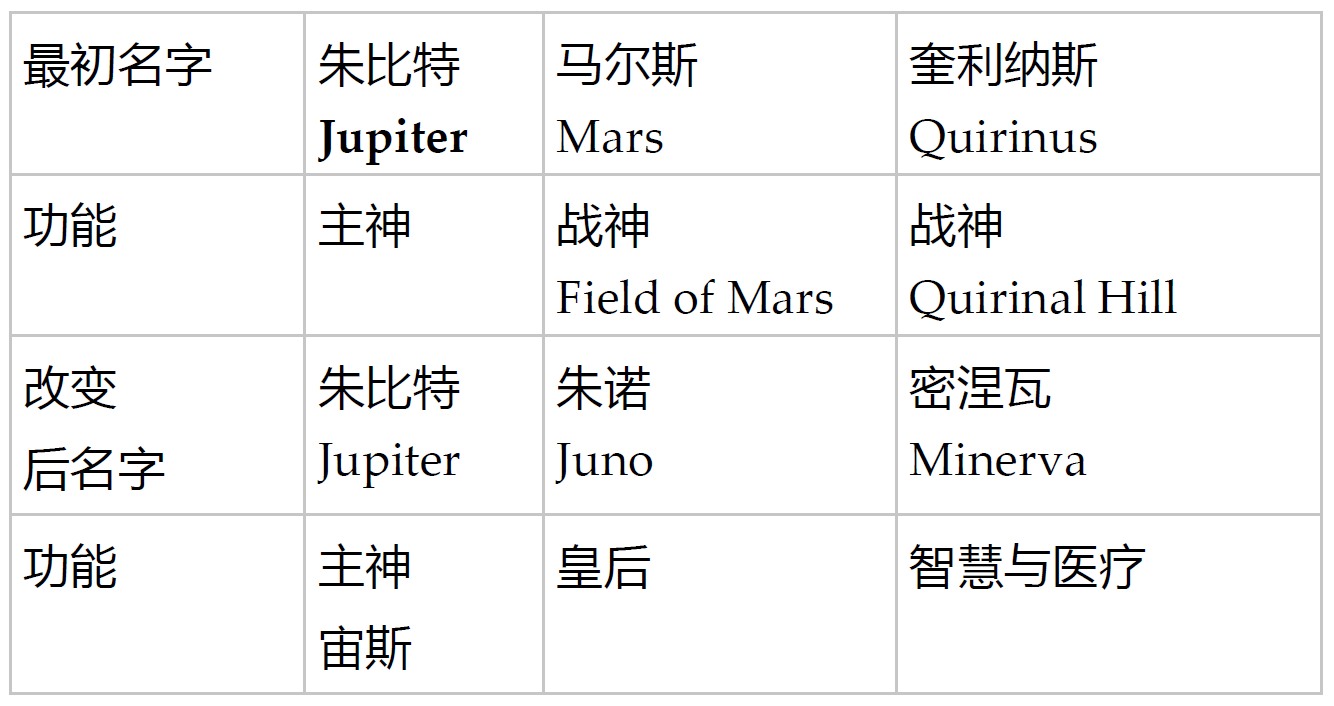 最初名字 朱比特 马尔斯 奎利纳斯
Jupiter Mars Quirinus
功能 主神 战神 战神
Field of Mars Quirinal Hill
改变 朱比特 朱诺 密涅瓦
后名字 Jupiter Juno Minerva
功能 主神 皇后 智慧与医疗
宙斯